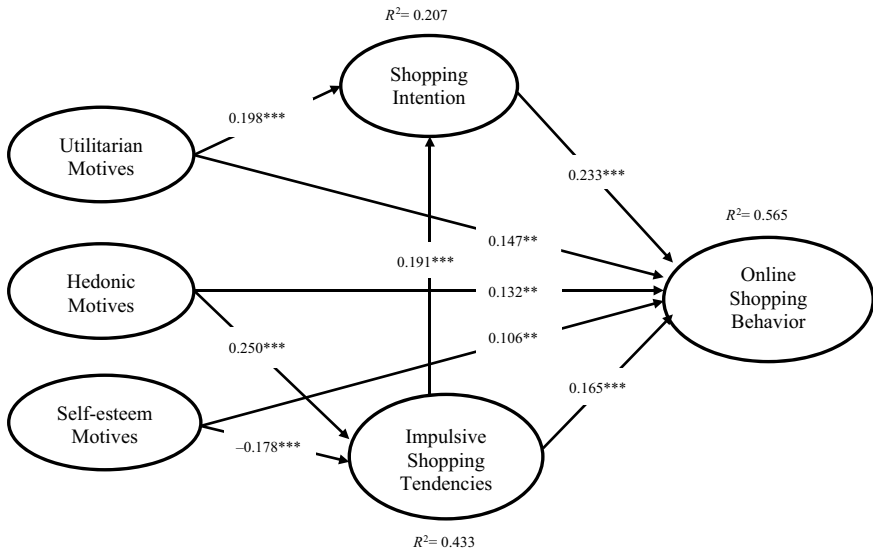 R²= 0.207
Shopping
Intention
0.198***
Utilitarian
Motives
0.233***
R²= 0.565
0.147**
0.191***
Hedonic
Motives
0.132**
Online
Shopping
Behavior
0.106**
0.250***
0.165***
Self-esteem
Motives
–0.178***
Impulsive
Shopping
Tendencies
R²= 0.433